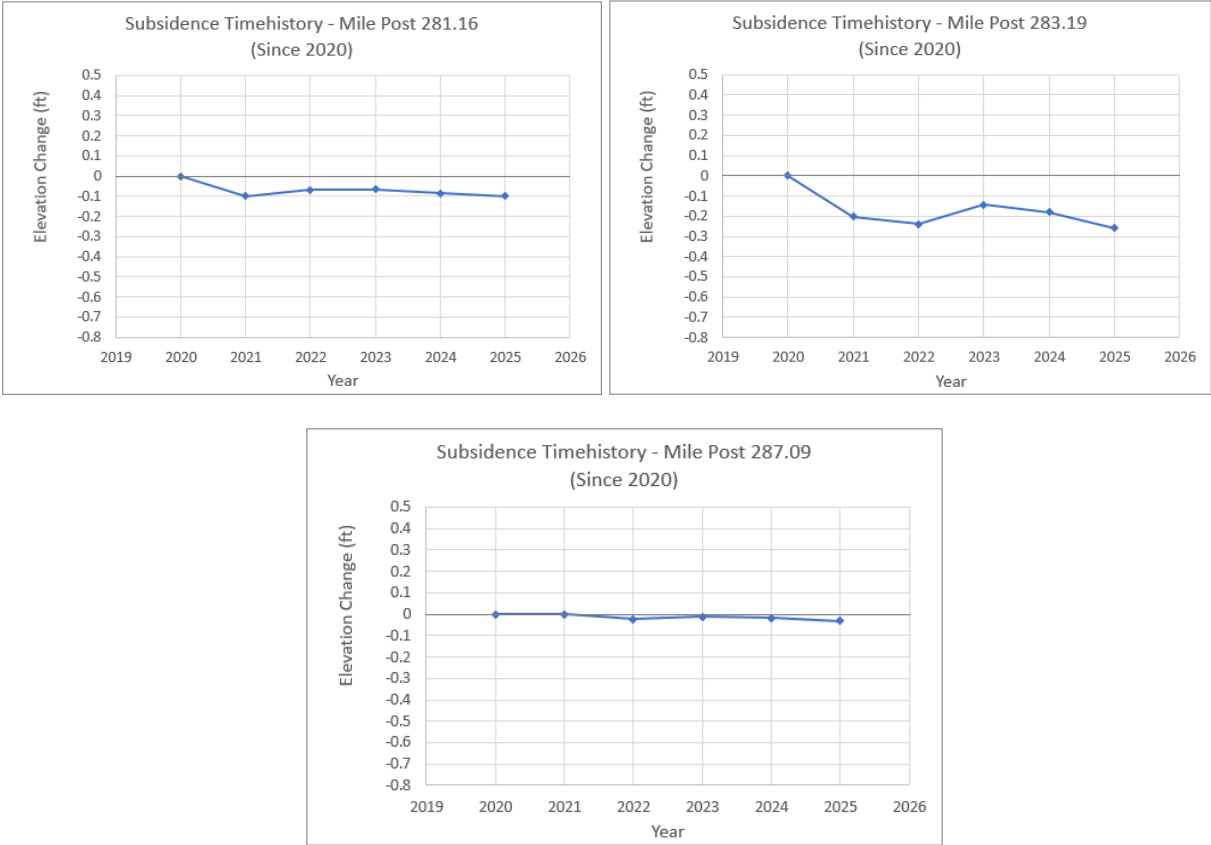 Subsidence Timehistory - Mile Post 281.16
(Since 2020)
Elevation Change (ft)
0.5
0.4
0.3
0.2
0.1
0
-0.1
-0.2
-0.3
-0.4
-0.5
-0.6
-0.7
-0.8
2019 2020 2021 2022 2023 2024 2025 2026
Year
Subsidence Timehistory - Mile Post 283.19
(Since 2020)
Elevation Change (ft)
0.5
0.4
0.3
0.2
0.1
0
-0.1
-0.2
-0.3
-0.4
-0.5
-0.6
-0.7
-0.8
2019 2020 2021 2022 2023 2024 2025 2026
Year
Subsidence Timehistory - Mile Post 287.09
(Since 2020)
Elevation Change (ft)
0.5
0.4
0.3
0.2
0.1
0
-0.1
-0.2
-0.3
-0.4
-0.5
-0.6
-0.7
-0.8
2019 2020 2021 2022 2023 2024 2025 2026
Year